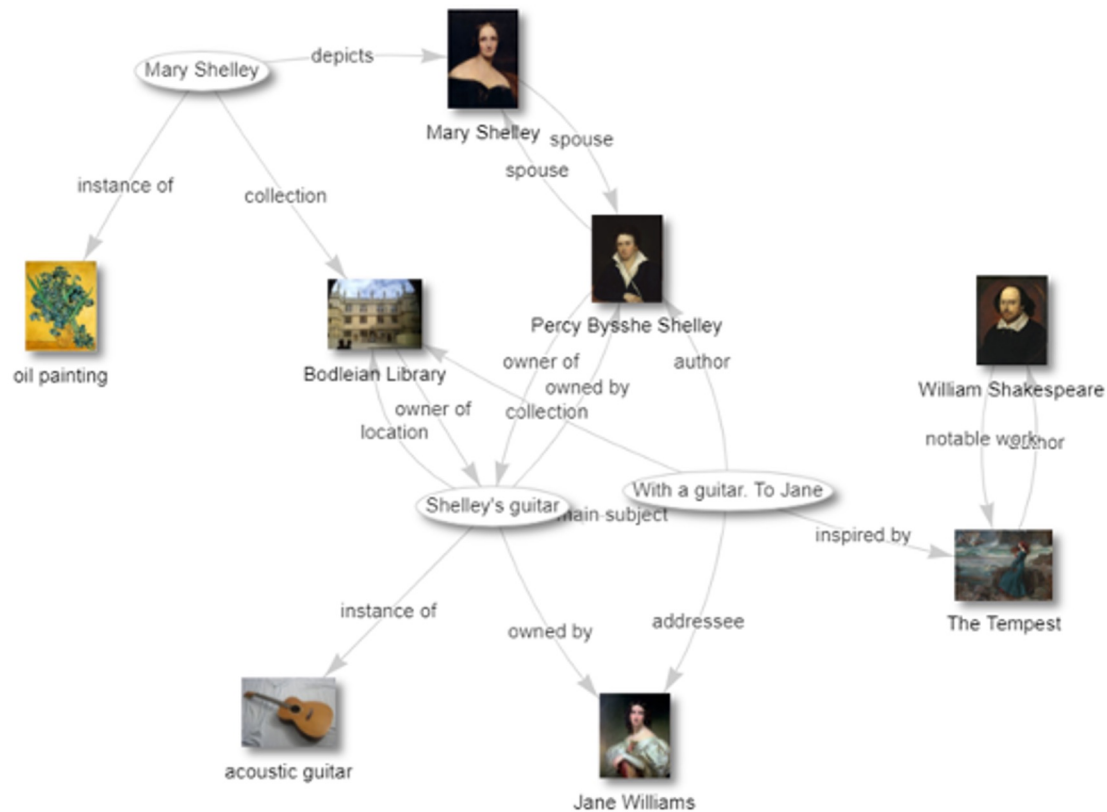 depicts
Mary Shelley
Mary Shelley
spouse
spouse
instance of
collection
Percy Bysshe Shelley
oil painting
Bodleian Library
owner of
author
owned by
William Shakespeare
owner of
collection
location
notable work
author
With a guitar. To Jane
Shelley's guitar
main subject
inspired by
instance of
owned by
addressee
The Tempest
acoustic guitar
Jane Williams